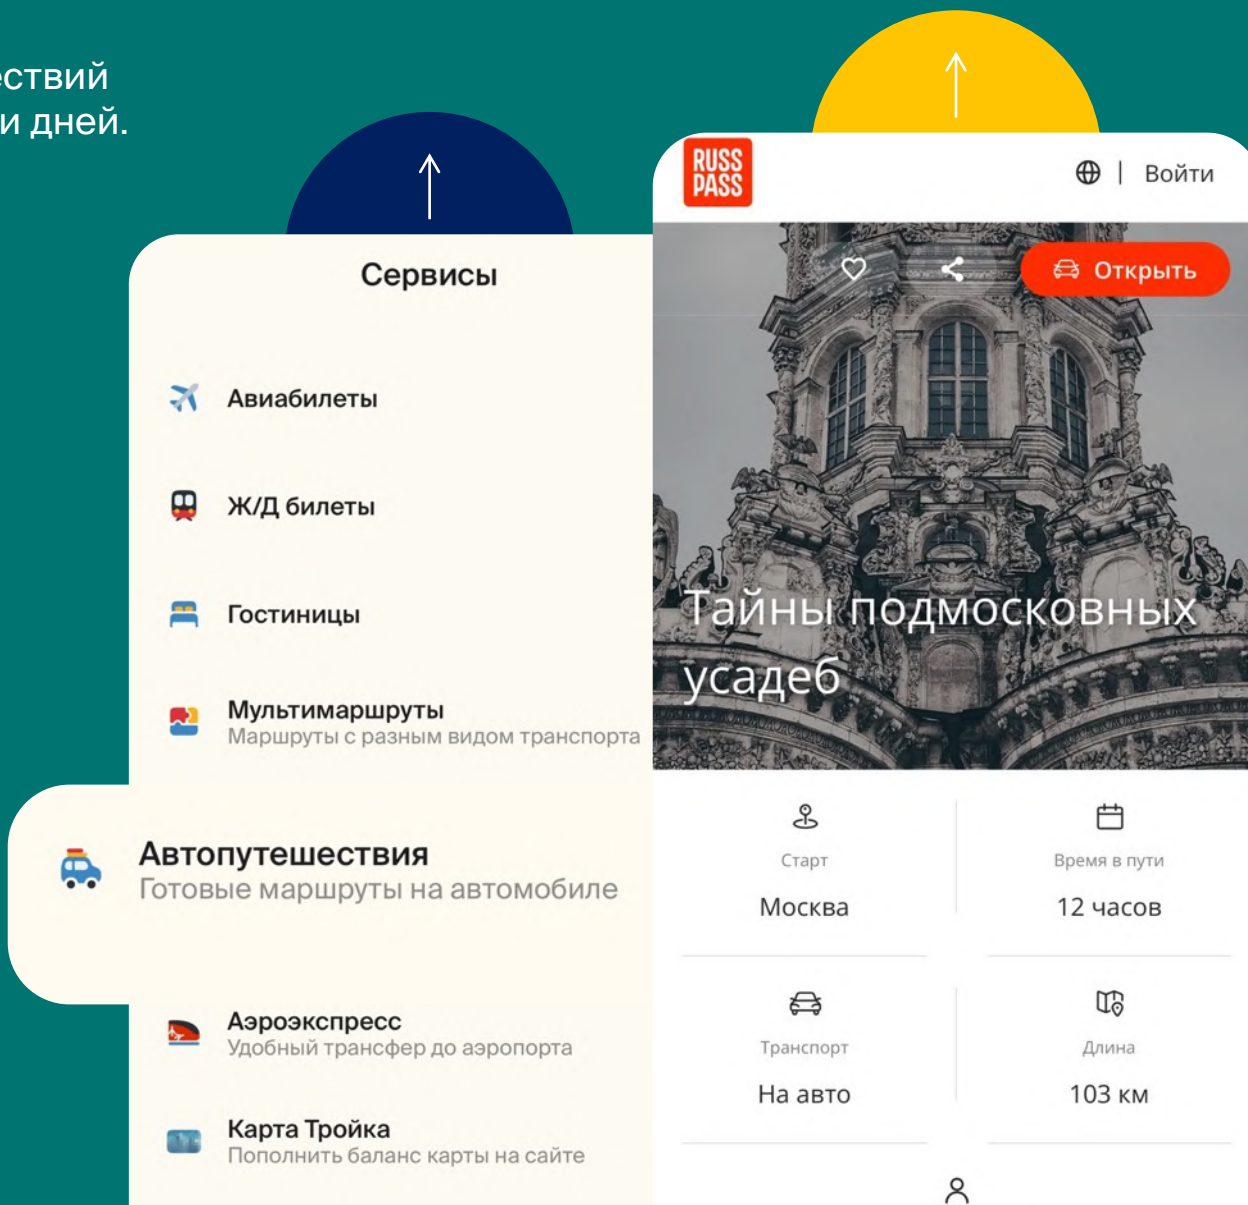 и дней.
Сервисы
Авиабилеты
Ж/Д билеты
Гостиницы
Мультимаршруты
Маршруты с разным видом транспорта
Автопутешествия
Готовые маршруты на автомобиле
Аэроэкспресс
Удобный трансфер до аэропорта
Карта Тройка
Пополнить баланс карты на сайте
RUSS
PASS
Войти
Открыть
Тайны подмосковных
усадеб
Старт
Москва
Время в пути
12 часов
Транспорт
На авто
Длина
103 км